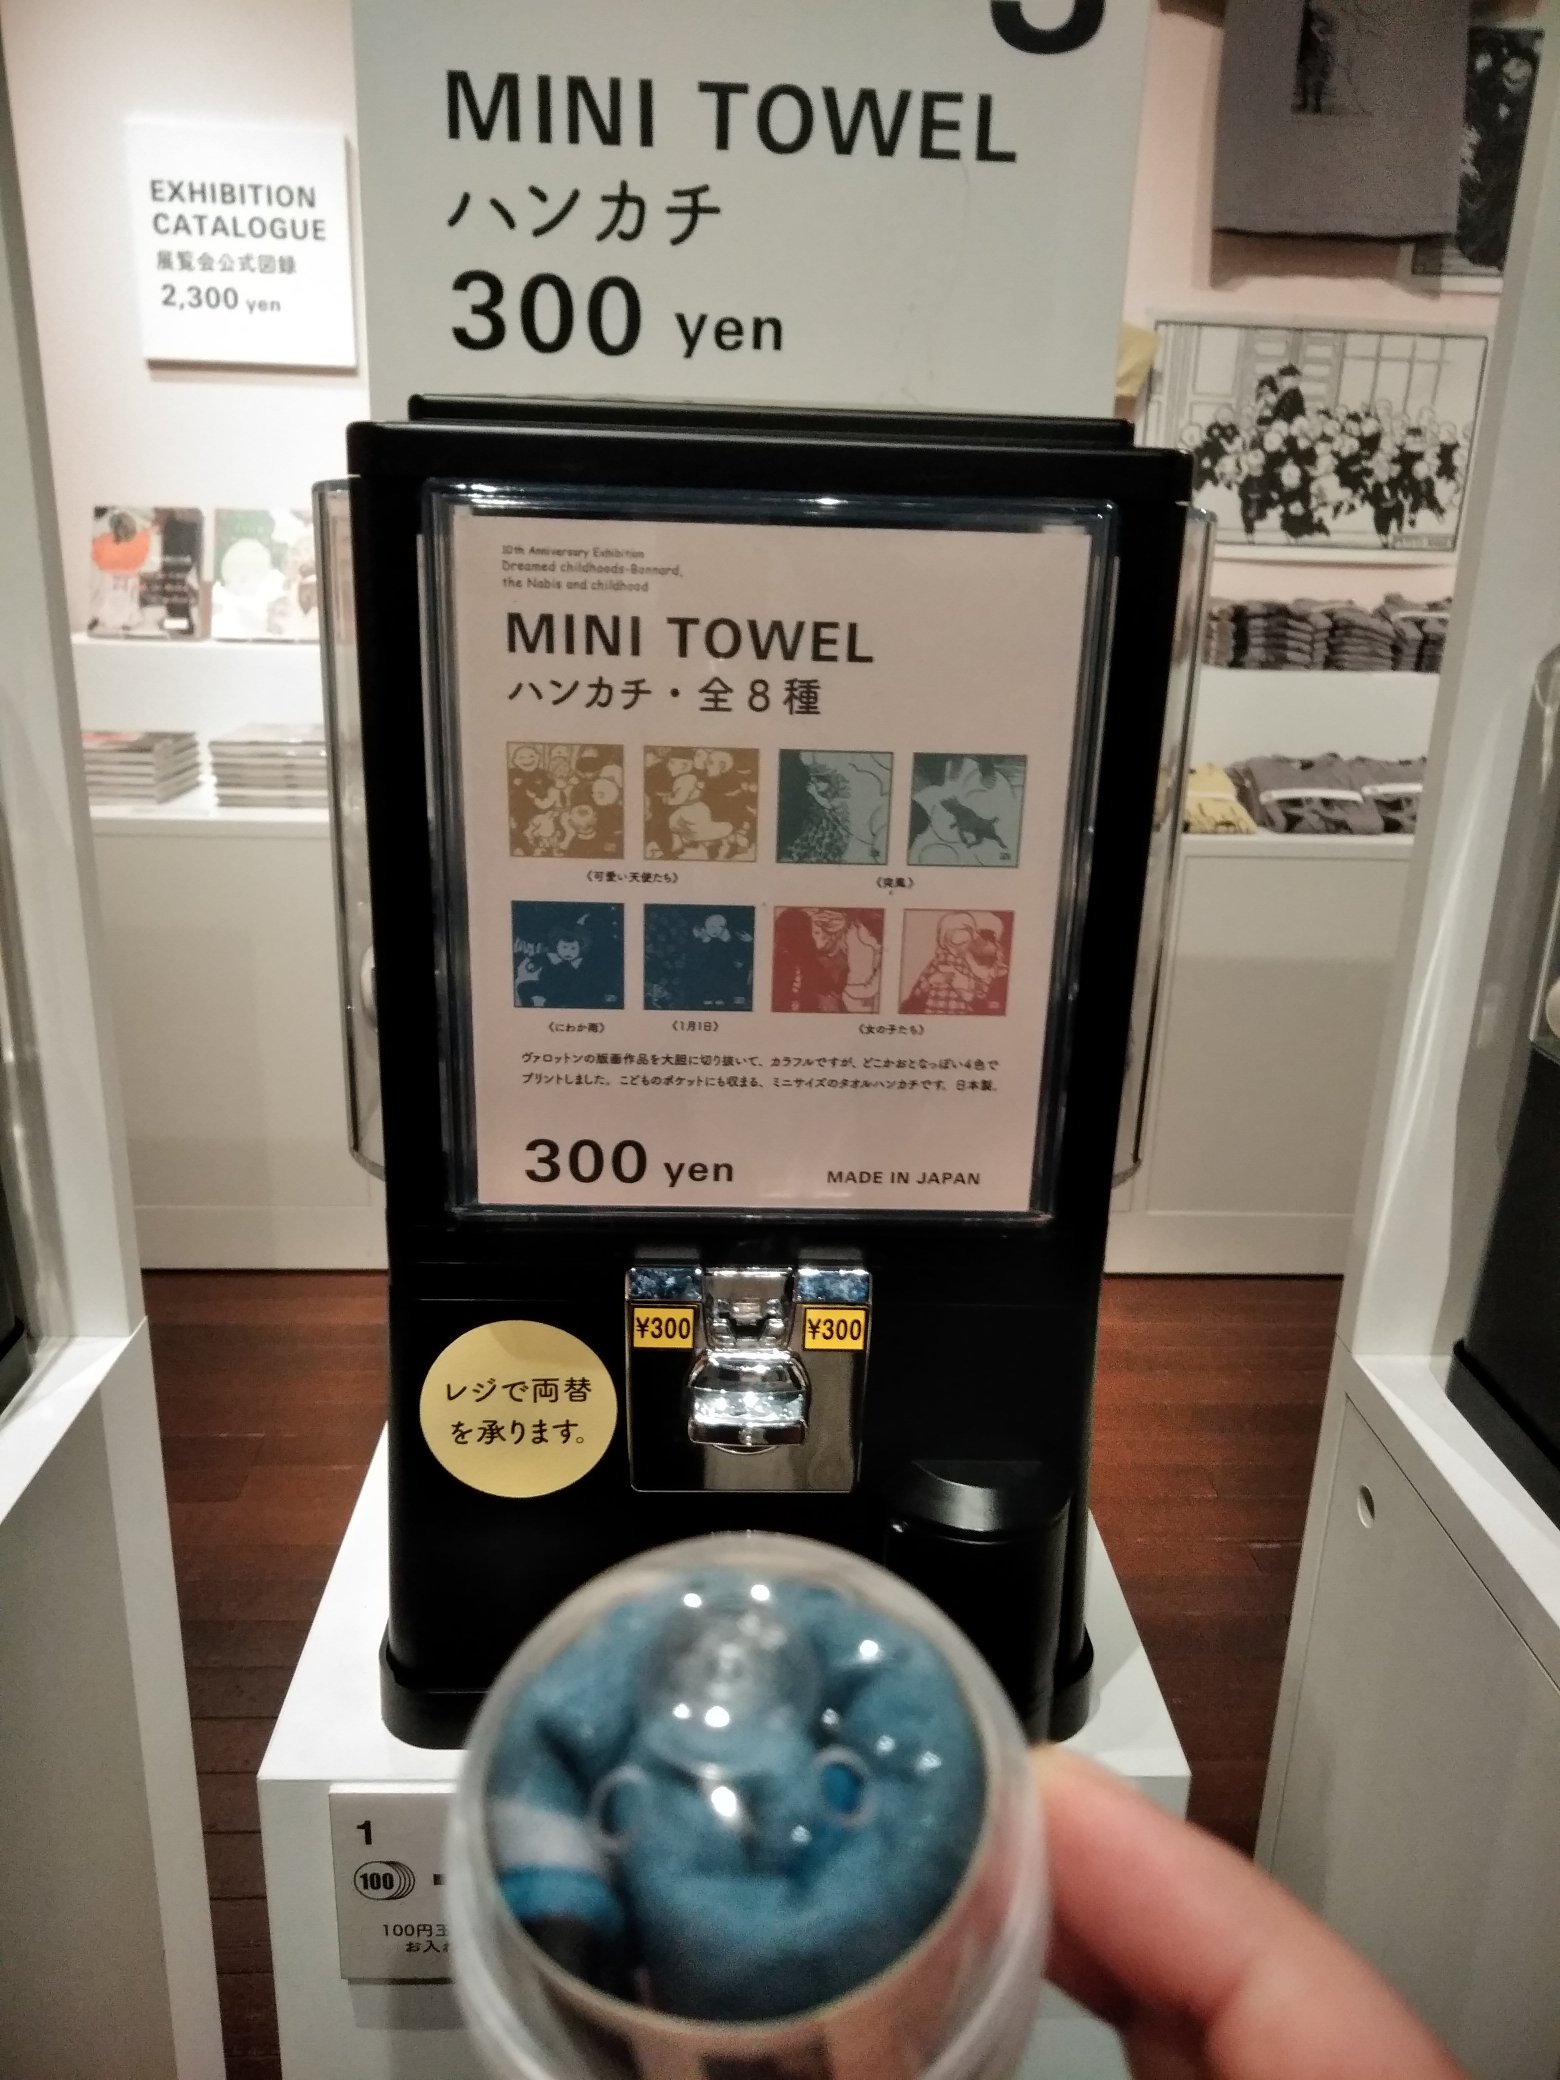 MINI TOWEL
ハンカチ
300 yen
EXHIBITION
CATALOGUE
展覧会公式図録
2,300 yen
10th Anniversary Exhibition
Dreamed childhoods-Bonnard,
the Nabis and childhood
MINI TOWEL
ハンカチ・全8種
《可愛い天使たち》
《突風》
《にわか雨》
《1月1日》
《女の子たち》
ヴァロットンの版画作品を大胆に切り抜いて、カラフルですが、どこかおとなっぽい4色で
プリントしました。こどものポケットにも収まる、ミニサイズのタオルハンカチです。日本製。
300 yen
MADE IN JAPAN
¥300
¥300
レジで両替
を承ります。
1
100
100円玉
お入れ